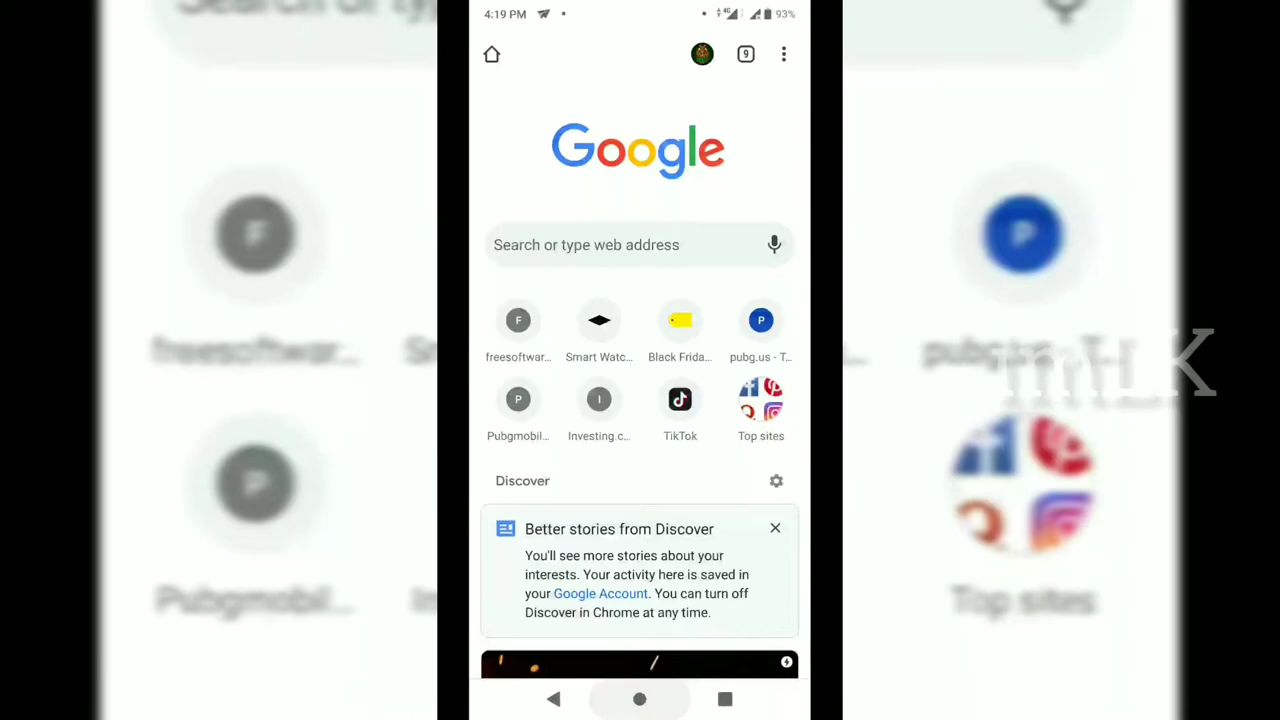 4:19 PM 4G 93%
9
Google
Search or type web address
F P
freesoftwar... Smart Watc... Black Frida... pubg.us - T...
P I
Pubgmobil... Investing.c... TikTok Top sites
Discover
Better stories from Discover
You'll see more stories about your
interests. Your activity here is saved in
your Google Account. You can turn off
Discover in Chrome at any time.